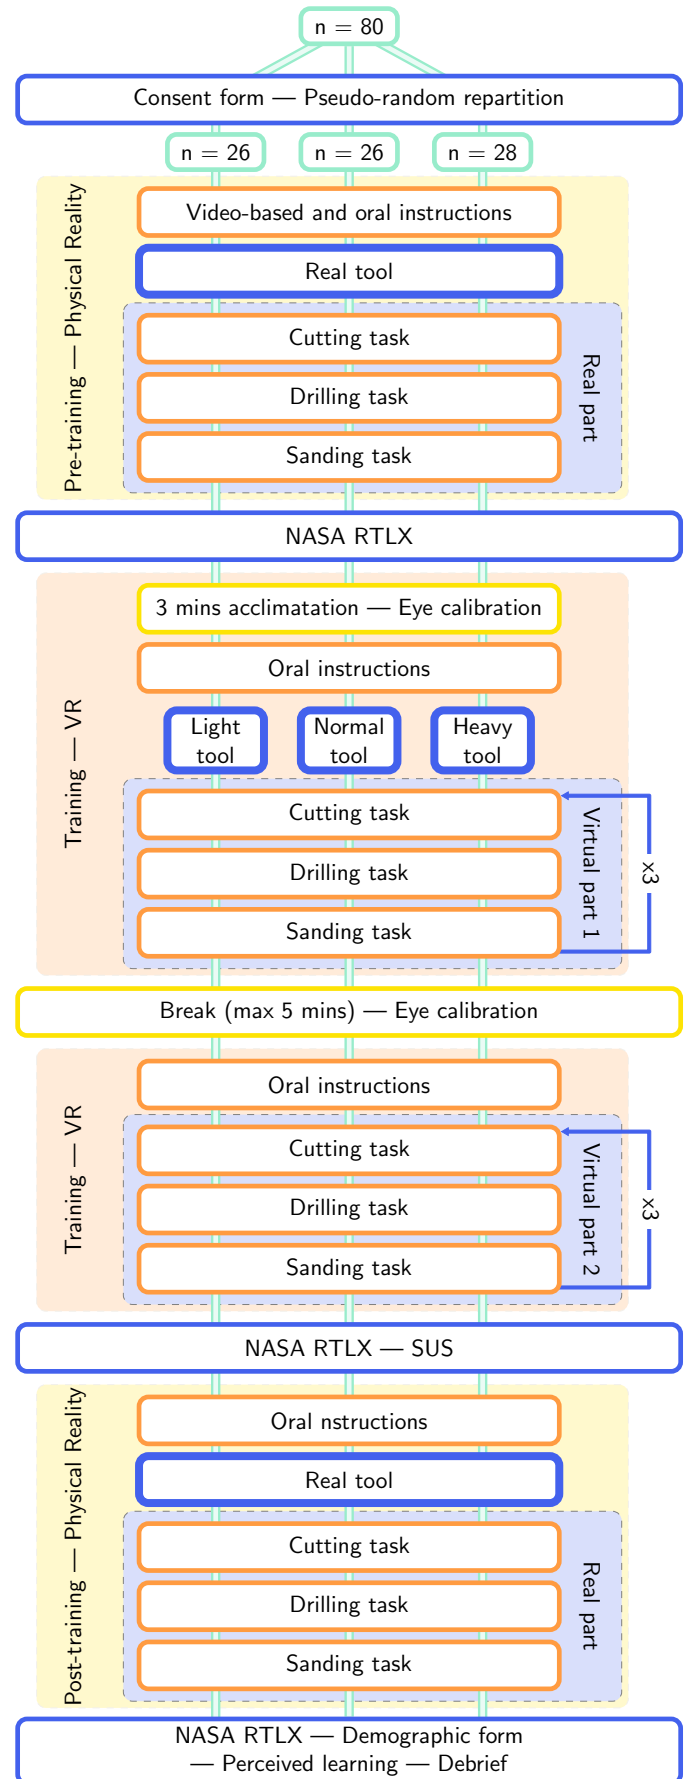 n = 80
Consent form — Pseudo-random repartition
n = 26
n = 26
n = 28
Pre-training — Physical Reality
Video-based and oral instructions
Real tool
Cutting task
Drilling task
Sanding task
Real part
NASA RTLX
Training — VR
3 mins acclimatation — Eye calibration
Oral instructions
Light
tool
Normal
tool
Heavy
tool
Cutting task
Drilling task
Sanding task
Virtual part 1
x3
Break (max 5 mins) — Eye calibration
Training — VR
Oral instructions
Cutting task
Drilling task
Sanding task
Virtual part 2
x3
NASA RTLX — SUS
Post-training — Physical Reality
Oral nstructions
Real tool
Cutting task
Drilling task
Sanding task
Real part
NASA RTLX — Demographic form
— Perceived learning — Debrief